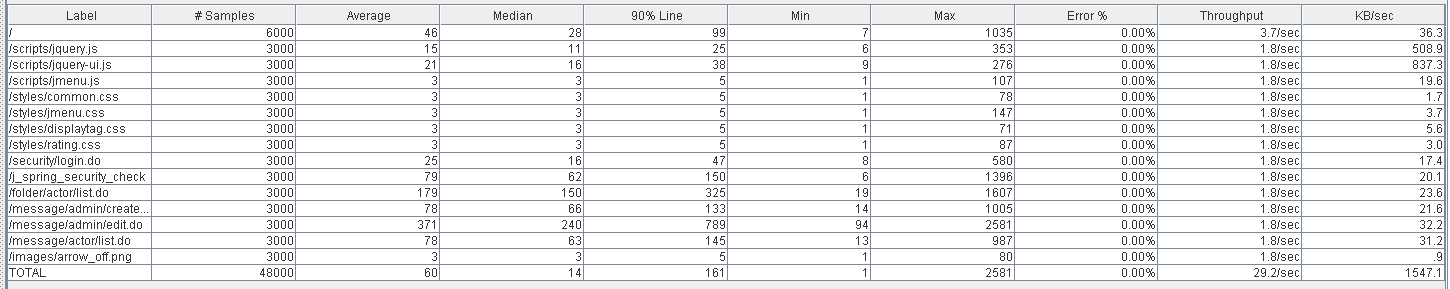 Label # Samples Average Median 90% Line Min Max Error % Throughput KB/sec
/ 6000 46 28 99 7 1035 0.00% 3.7/sec 36.3
/scripts/jquery.js 3000 15 11 25 6 353 0.00% 1.8/sec 508.9
/scripts/jquery-ui.js 3000 21 16 38 9 276 0.00% 1.8/sec 837.3
/scripts/jmenu.js 3000 3 3 5 1 107 0.00% 1.8/sec 19.6
/styles/common.css 3000 3 3 5 1 78 0.00% 1.8/sec 1.7
/styles/jmenu.css 3000 3 3 5 1 147 0.00% 1.8/sec 3.7
/styles/displaytag.css 3000 3 3 5 1 71 0.00% 1.8/sec 5.6
/styles/rating.css 3000 3 3 5 1 87 0.00% 1.8/sec 3.0
/security/login.do 3000 25 16 47 8 580 0.00% 1.8/sec 17.4
/j_spring_security_check 3000 79 62 150 6 1396 0.00% 1.8/sec 20.1
/folder/actor/list.do 3000 179 150 325 19 1607 0.00% 1.8/sec 23.6
/message/admin/create... 3000 78 66 133 14 1005 0.00% 1.8/sec 21.6
/message/admin/edit.do 3000 371 240 789 94 2581 0.00% 1.8/sec 32.2
/message/actor/list.do 3000 78 63 145 13 987 0.00% 1.8/sec 31.2
/images/arrow_off.png 3000 3 3 5 1 80 0.00% 1.8/sec .9
TOTAL 48000 60 14 161 1 2581 0.00% 29.2/sec 1547.1